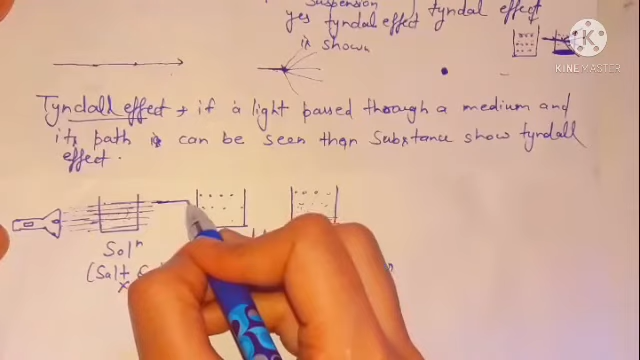 Suspension tyndal effect
yes tyndal effect
is shown
KINEMASTER
Tyndall effect → if a light passed through a medium and
its path is can be seen than Substance show tyndall
effect.
Solⁿ
(Salt